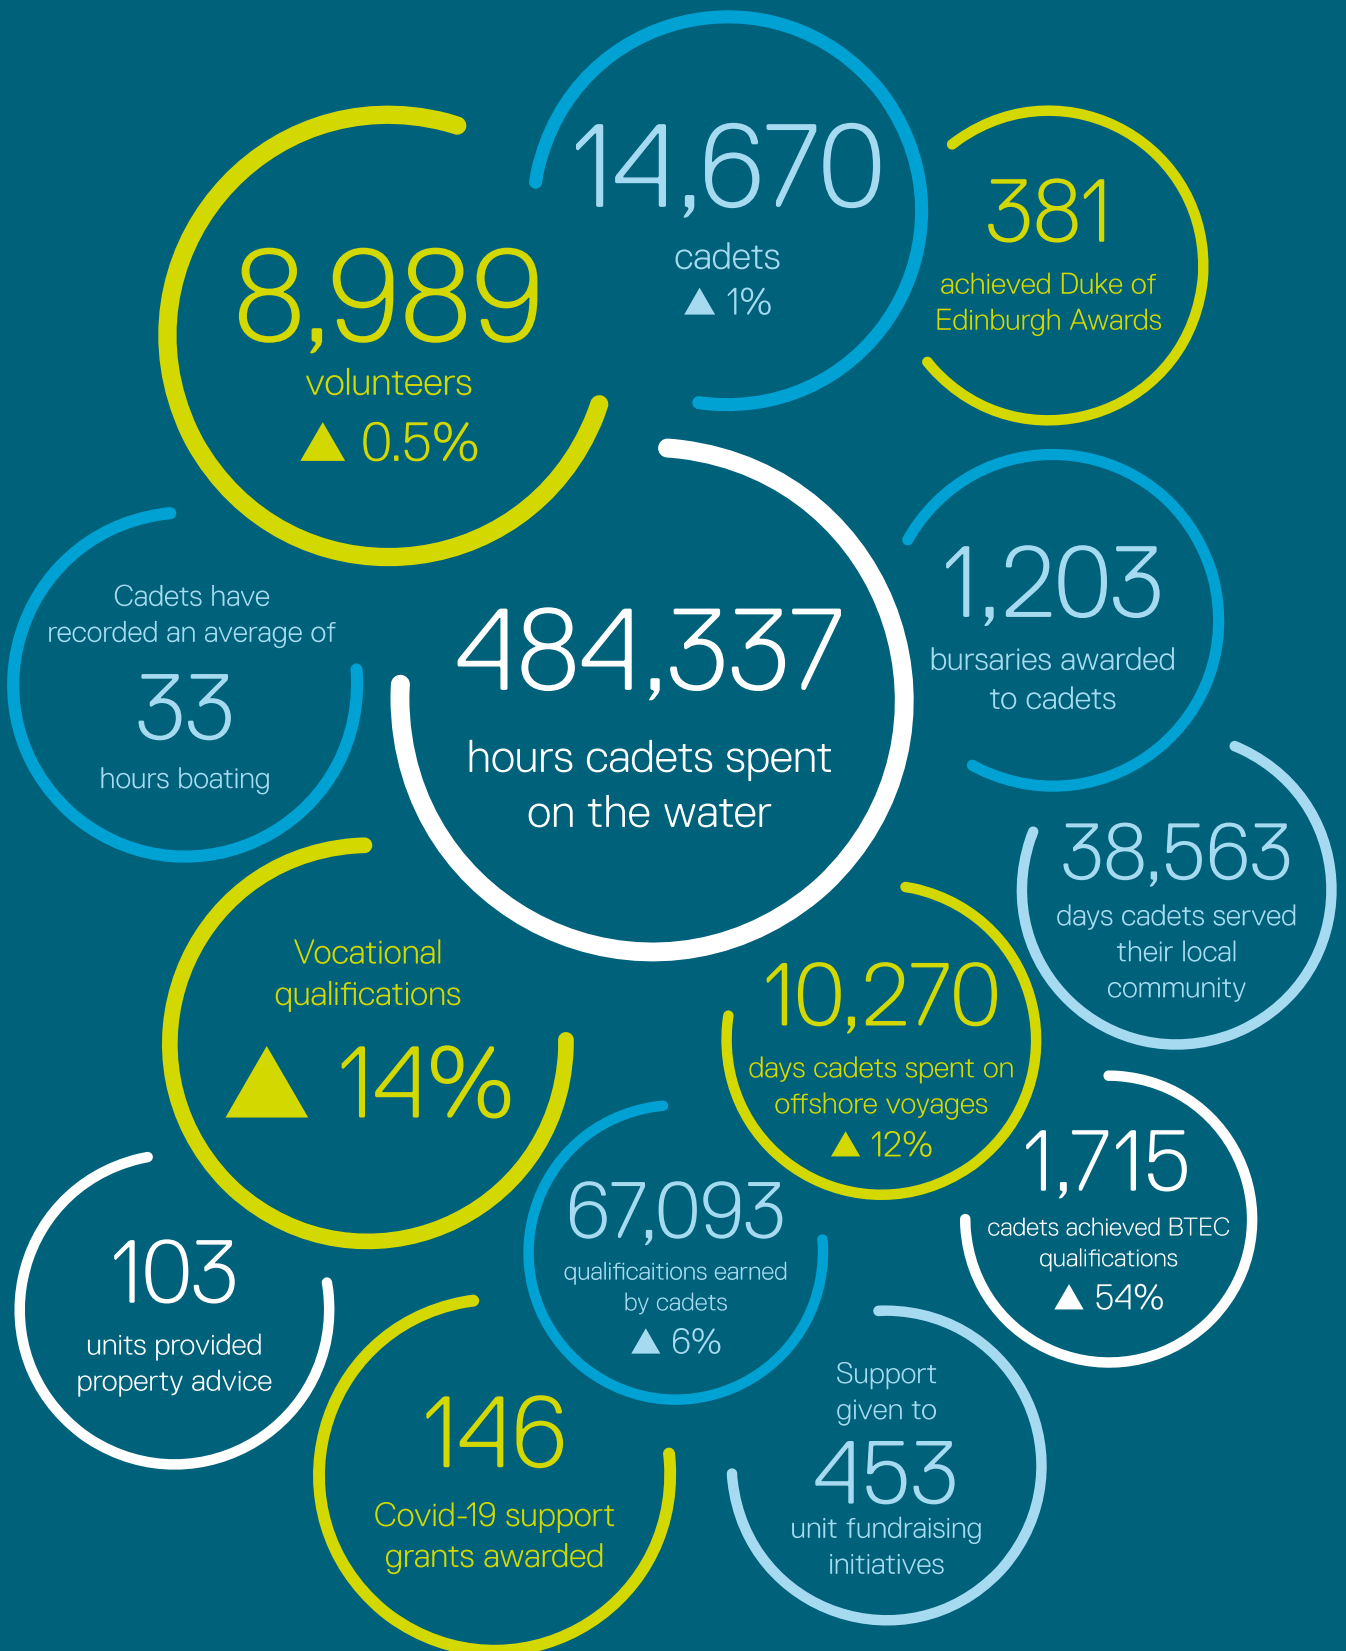 14,670
cadets
▲ 1%
8,989
volunteers
▲ 0.5%
381
achieved Duke of
Edinburgh Awards
Cadets have
recorded an average of
33
hours boating
484,337
hours cadets spent
on the water
1,203
bursaries awarded
to cadets
38,563
days cadets served
their local
community
Vocational
qualifications
▲ 14%
10,270
days cadets spent on
offshore voyages
▲ 12%
1,715
cadets achieved BTEC
qualifications
▲ 54%
67,093
qualificaitions earned
by cadets
▲ 6%
103
units provided
property advice
146
Covid-19 support
grants awarded
Support
given to
453
unit fundraising
initiatives